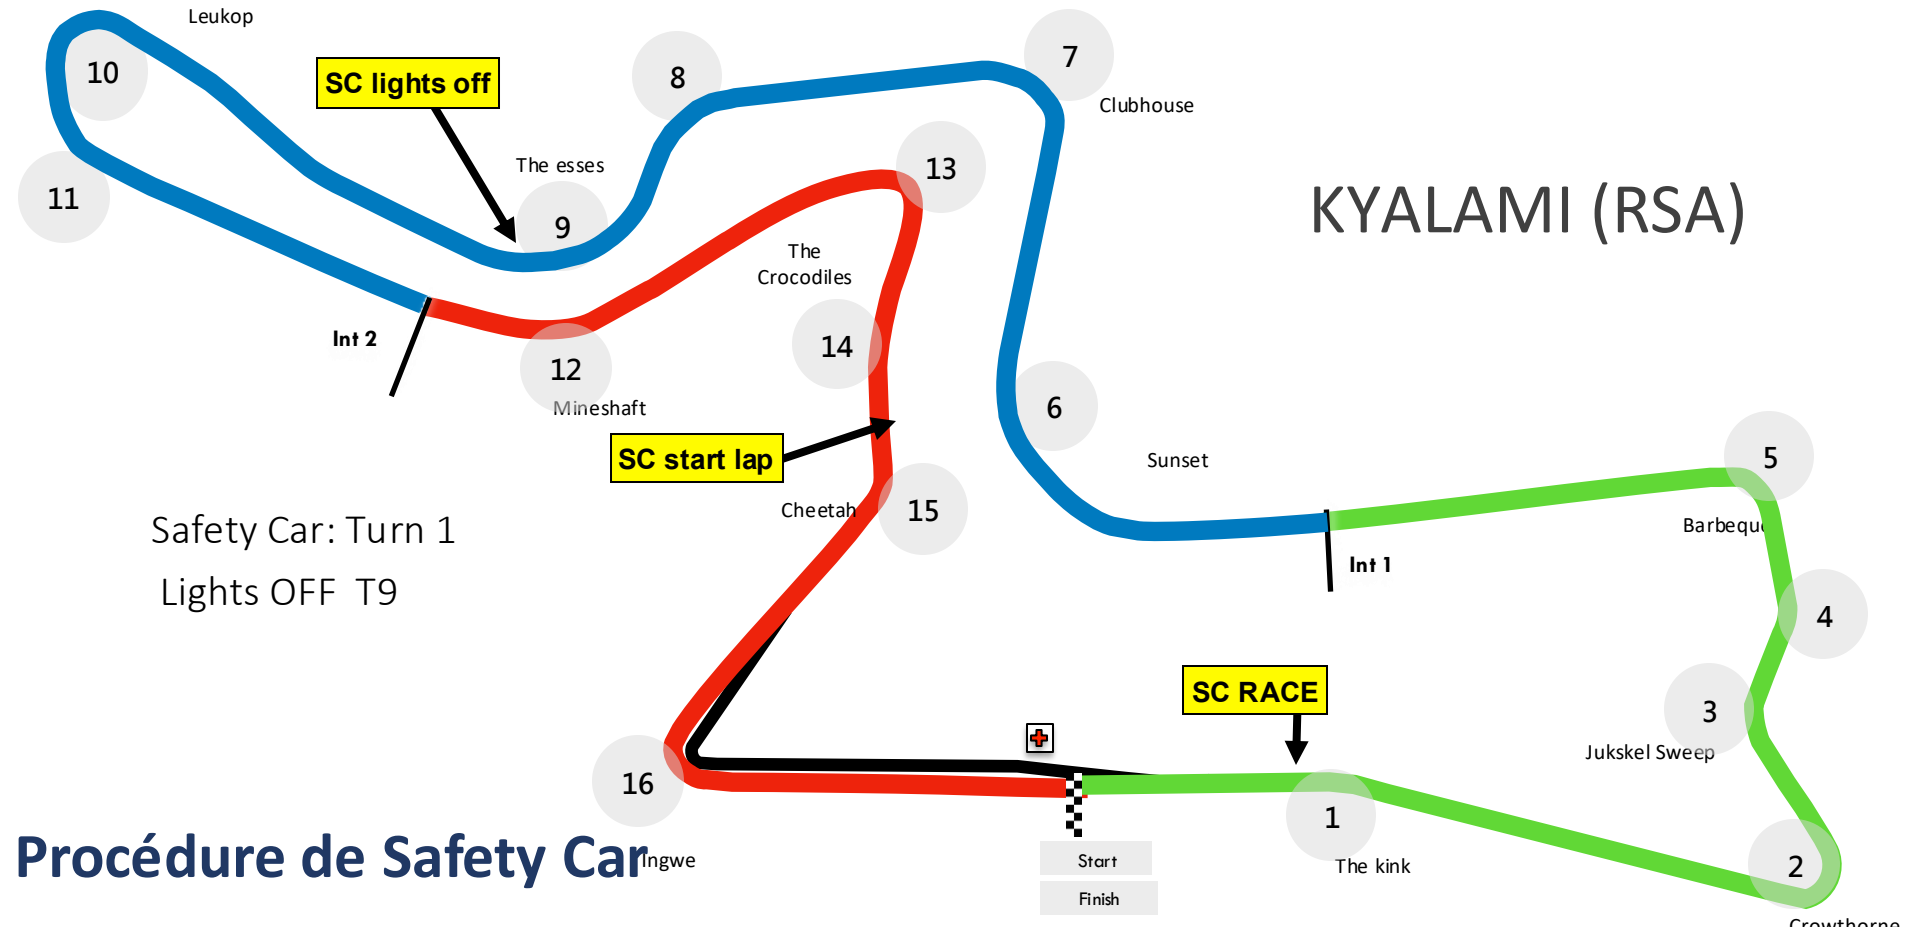 Leukop
10
SC lights off
8
7
Clubhouse
The esses
13
11
9
KYALAMI (RSA)
The
Crocodiles
Int 2
14
12
Mineshaft
6
SC start lap
Sunset
5
Cheetah
15
Barbeque
Safety Car: Turn 1
Lights OFF T9
Int 1
4
SC RACE
3
Jukskel Sweep
16
1
Procédure de Safety Car
Ingwe
Start
The kink
2
Finish
Crowthorne